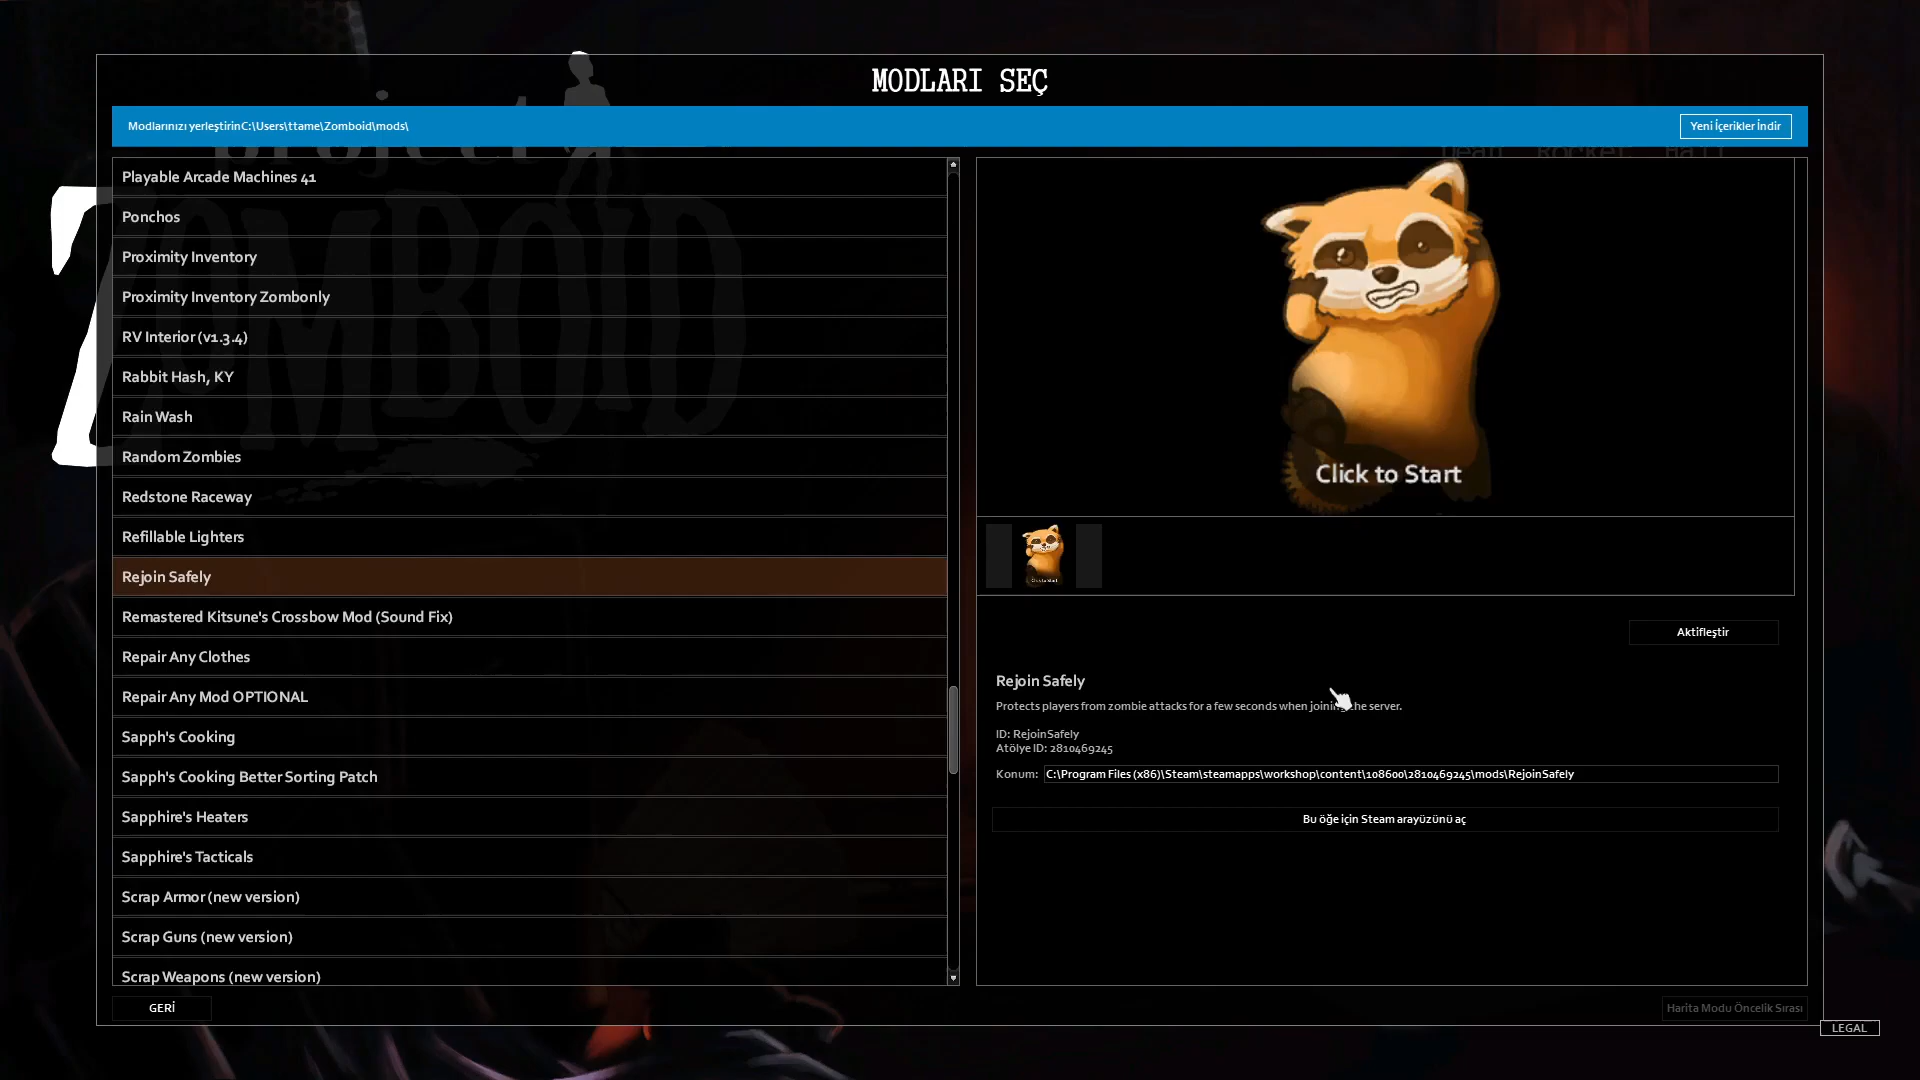 MODLARI SEÇ
Modlarınızı yerleştirinC:\Users\ttame\Zomboid\mods\
Yeni İçerikler İndir
project
ZOMBOID
Playable Arcade Machines 41
Ponchos
Proximity Inventory
Proximity Inventory Zombonly
RV Interior (v1.3.4)
Rabbit Hash, KY
Rain Wash
Random Zombies
Redstone Raceway
Refillable Lighters
Rejoin Safely
Remastered Kitsune's Crossbow Mod (Sound Fix)
Repair Any Clothes
Repair Any Mod OPTIONAL
Sapph's Cooking
Sapph's Cooking Better Sorting Patch
Sapphire's Heaters
Sapphire's Tacticals
Scrap Armor (new version)
Scrap Guns (new version)
Scrap Weapons (new version)
GERİ
Click to Start
Click to Start
Aktifleştir
Rejoin Safely
Protects players from zombie attacks for a few seconds when joining the server.
ID: RejoinSafely
Atölye ID: 2810469245
Konum: C:\Program Files (x86)\Steam\steamapps\workshop\content\108600\2810469245\mods\RejoinSafely
Bu öğe için Steam arayüzünü aç
Harita Modu Öncelik Sırası
LEGAL